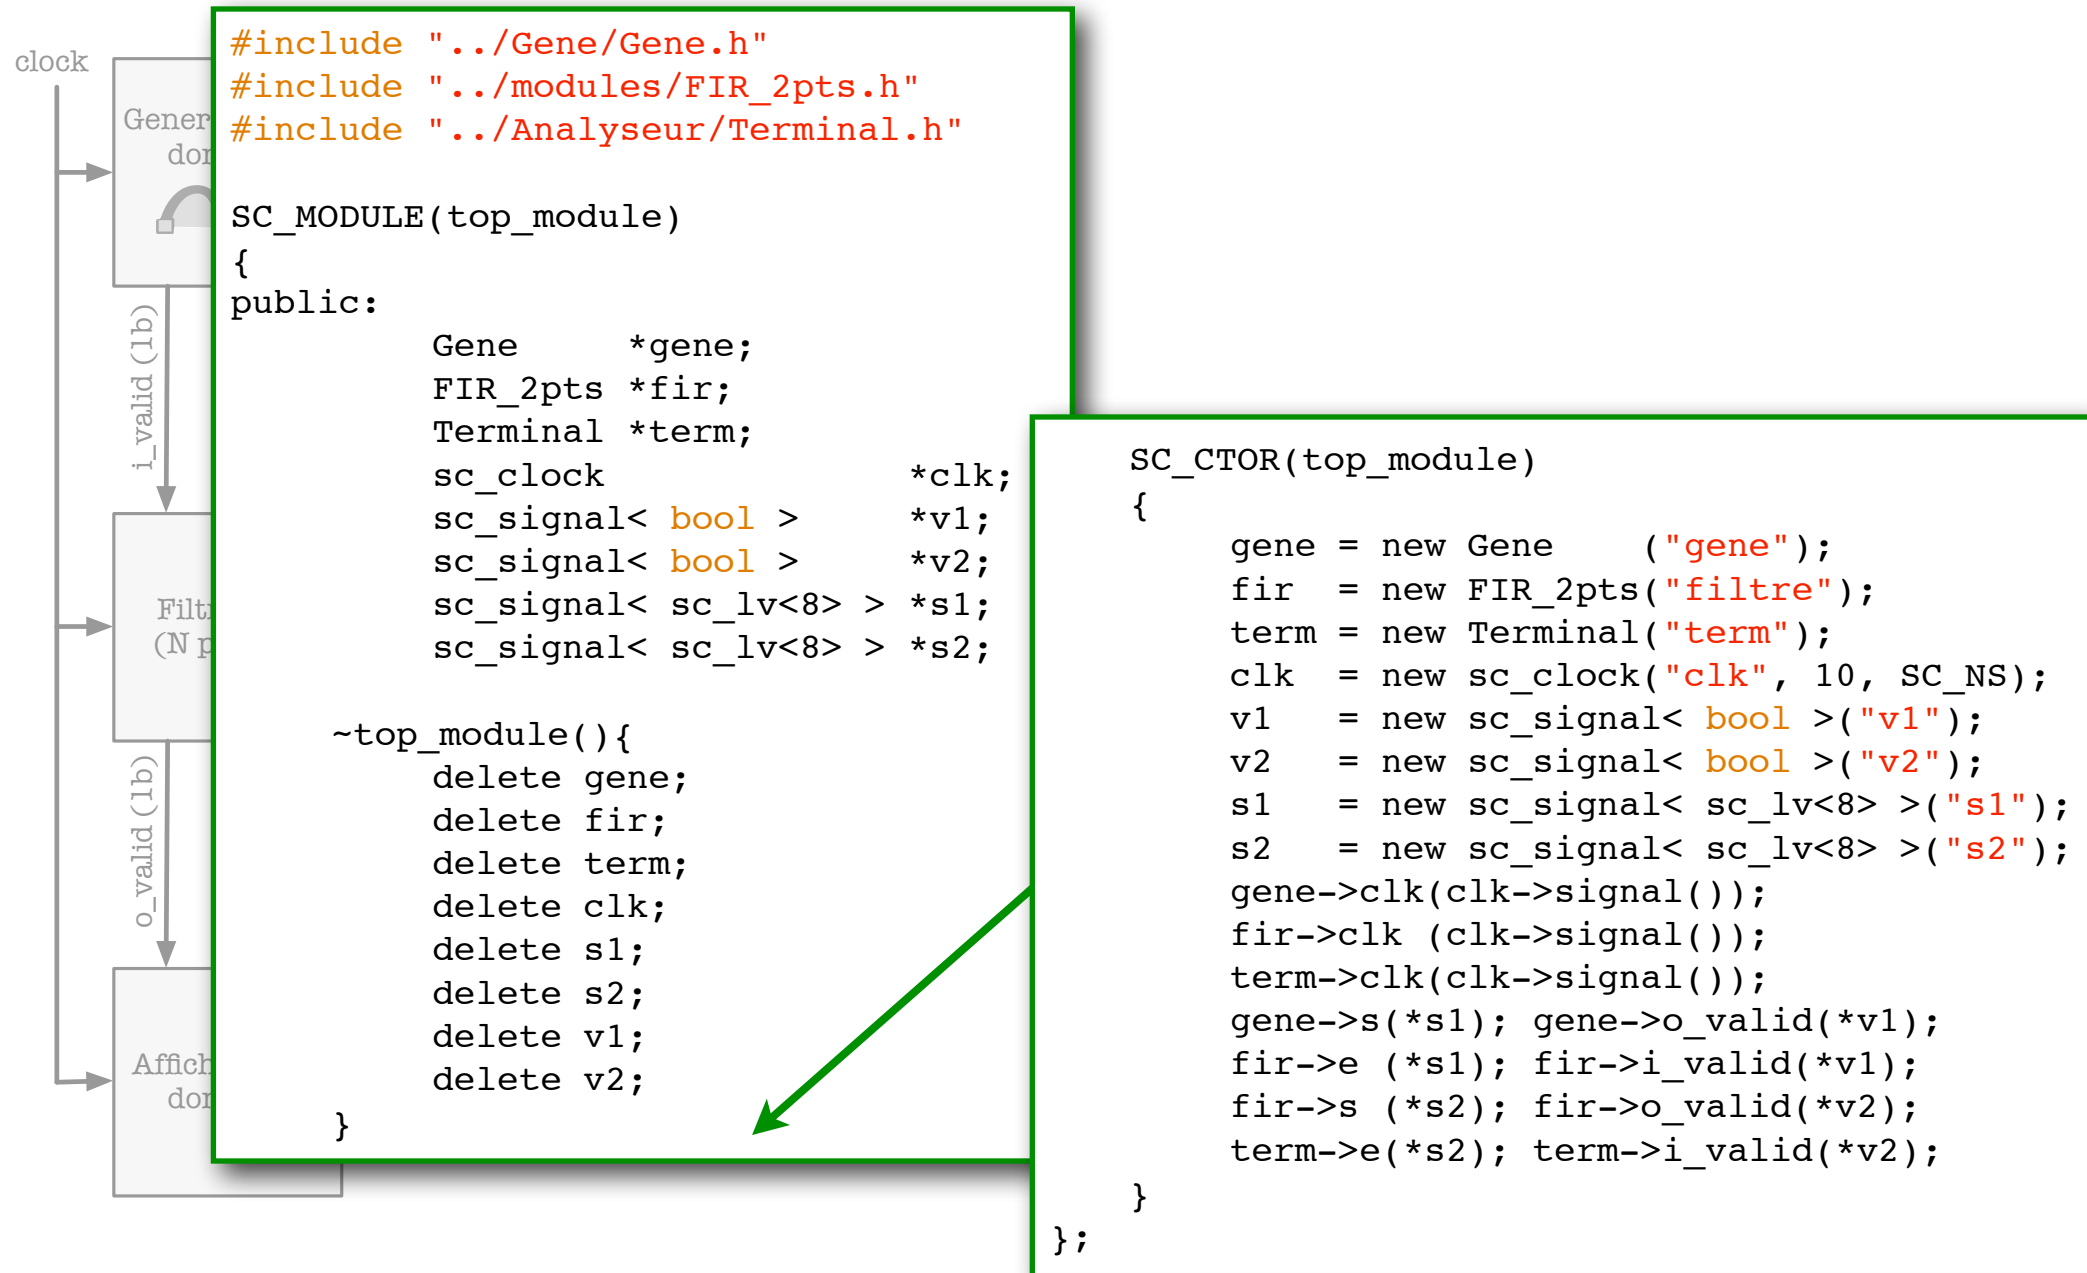 clock
i_valid (1b)
o_valid (1b)
(N
#include "../Gene/Gene.h"
#include "../modules/FIR_2pts.h"
#include "../Analyseur/Terminal.h"
SC_MODULE(top_module)
{
public:
Gene     *gene;
FIR_2pts *fir;
Terminal *term;
sc_clock              *clk;
sc_signal< bool >     *v1;
sc_signal< bool >     *v2;
sc_signal< sc_lv<8> > *s1;
sc_signal< sc_lv<8> > *s2;
~top_module(){
delete gene;
delete fir;
delete term;
delete clk;
delete s1;
delete s2;
delete v1;
delete v2;
}
SC_CTOR(top_module)
{
gene = new Gene    ("gene");
fir  = new FIR_2pts("filtre");
term = new Terminal("term");
clk  = new sc_clock("clk", 10, SC_NS);
v1   = new sc_signal< bool >("v1");
v2   = new sc_signal< bool >("v2");
s1   = new sc_signal< sc_lv<8> >("s1");
s2   = new sc_signal< sc_lv<8> >("s2");
gene->clk(clk->signal());
fir->clk (clk->signal());
term->clk(clk->signal());
gene->s(*s1); gene->o_valid(*v1);
fir->e (*s1); fir->i_valid(*v1);
fir->s (*s2); fir->o_valid(*v2);
term->e(*s2); term->i_valid(*v2);
}
};